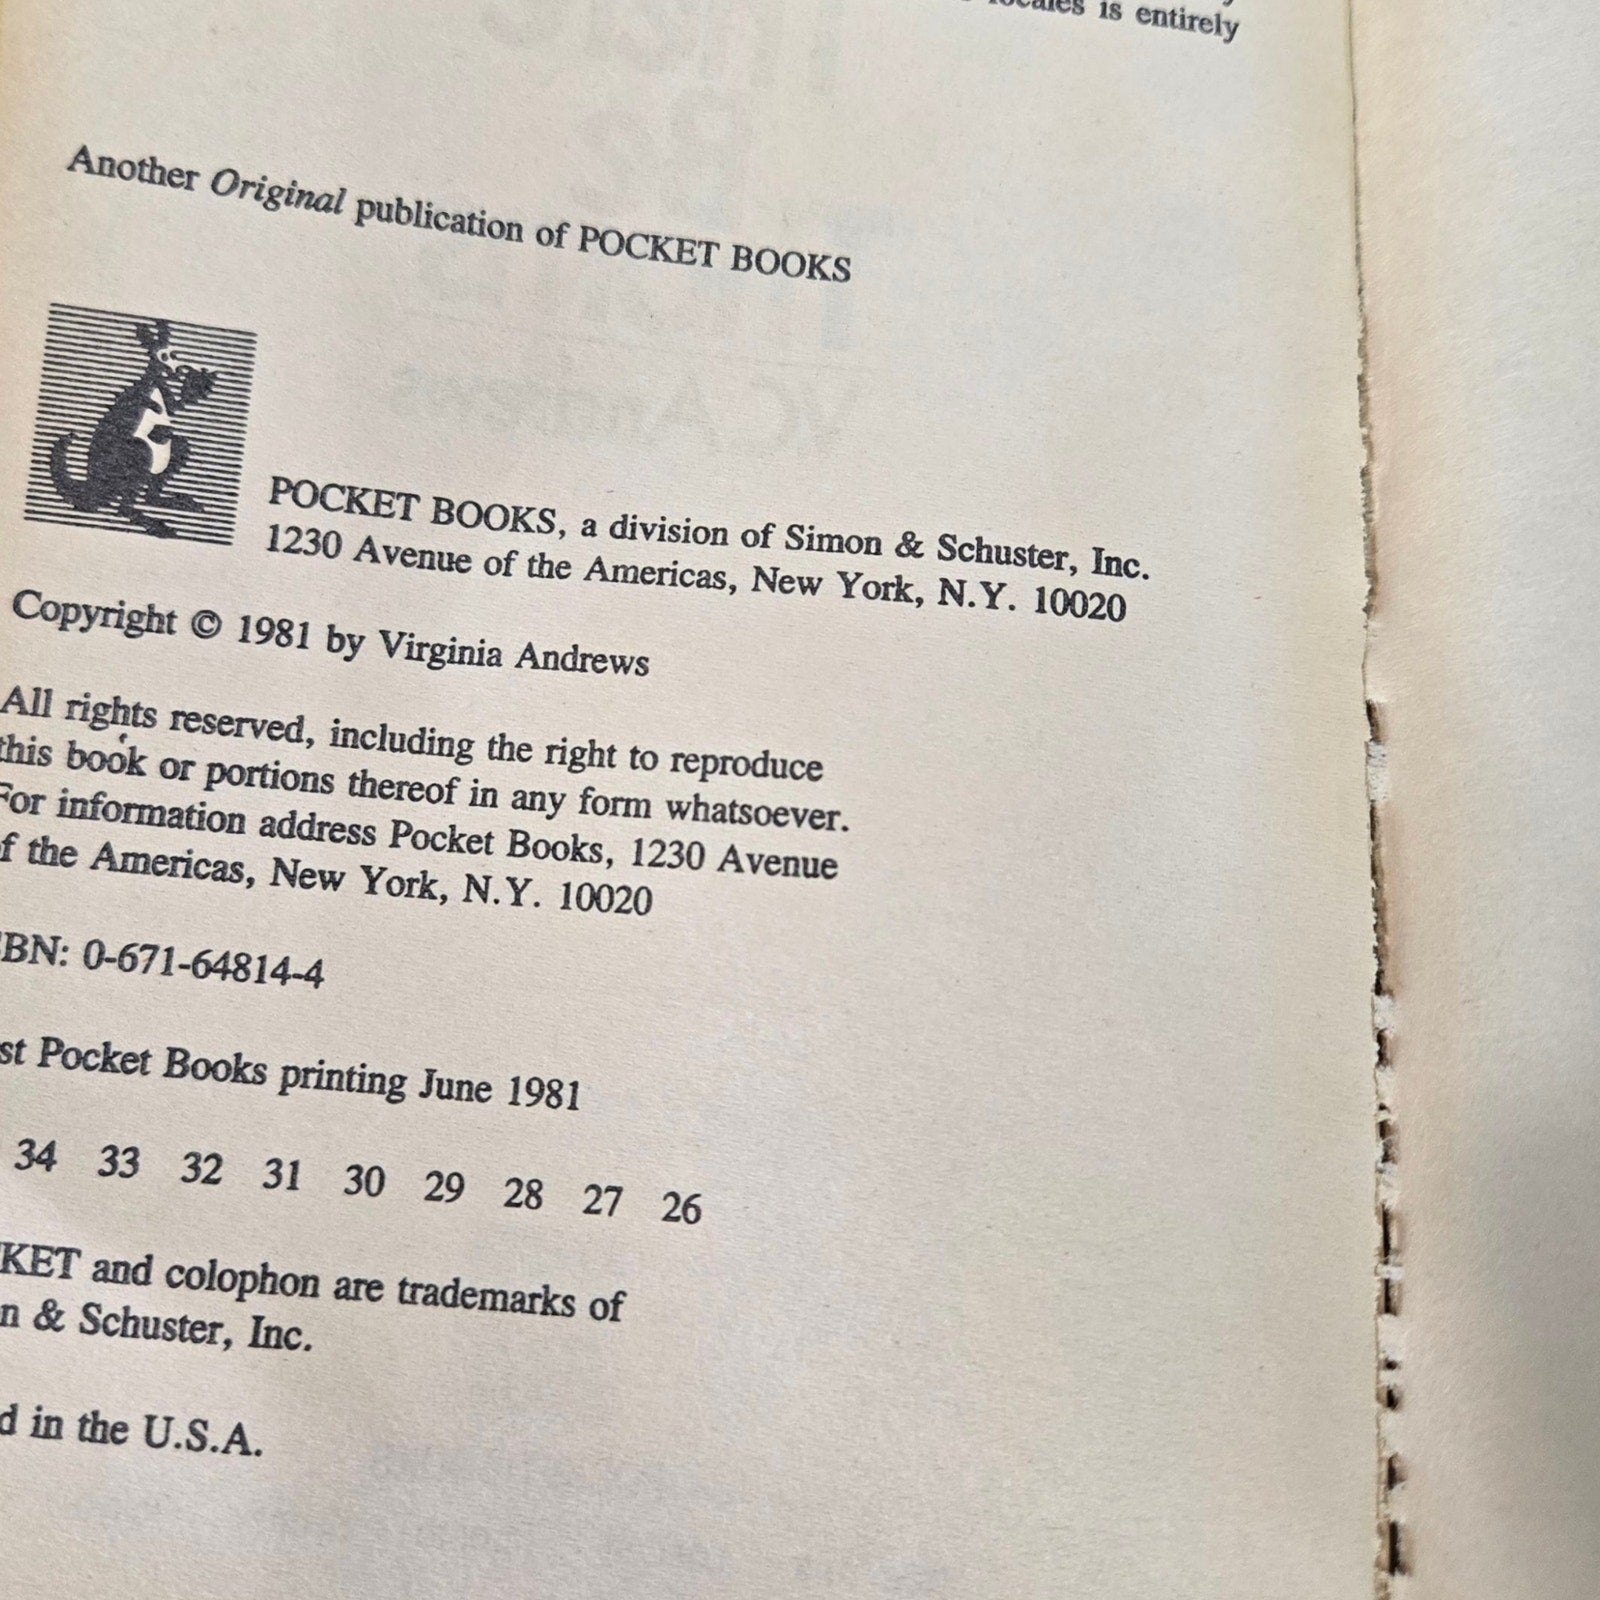 locales is entirely
Another Original publication of POCKET BOOKS
POCKET BOOKS, a division of Simon & Schuster, Inc.
1230 Avenue of the Americas, New York, N.Y. 10020
Copyright © 1981 by Virginia Andrews
All rights reserved, including the right to reproduce
this book or portions thereof in any form whatsoever.
For information address Pocket Books, 1230 Avenue
of the Americas, New York, N.Y. 10020
BN: 0-671-64814-4
st Pocket Books printing June 1981
34 33 32 31 30 29 28 27 26
KET and colophon are trademarks of
n & Schuster, Inc.
d in the U.S.A.